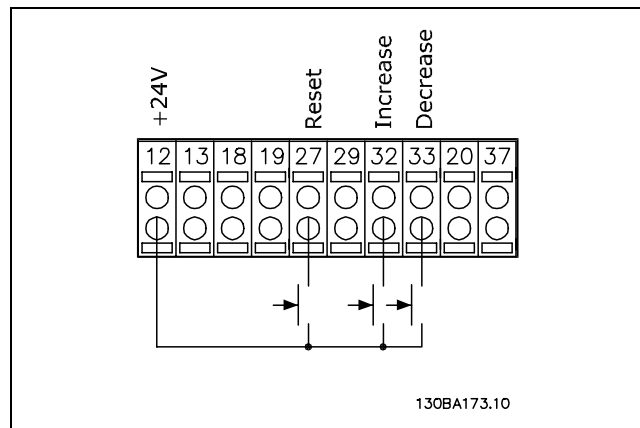 +24V
Reset
Increase
Decrease
12 13 18 19 27 29 32 33 20 37
130BA173.10